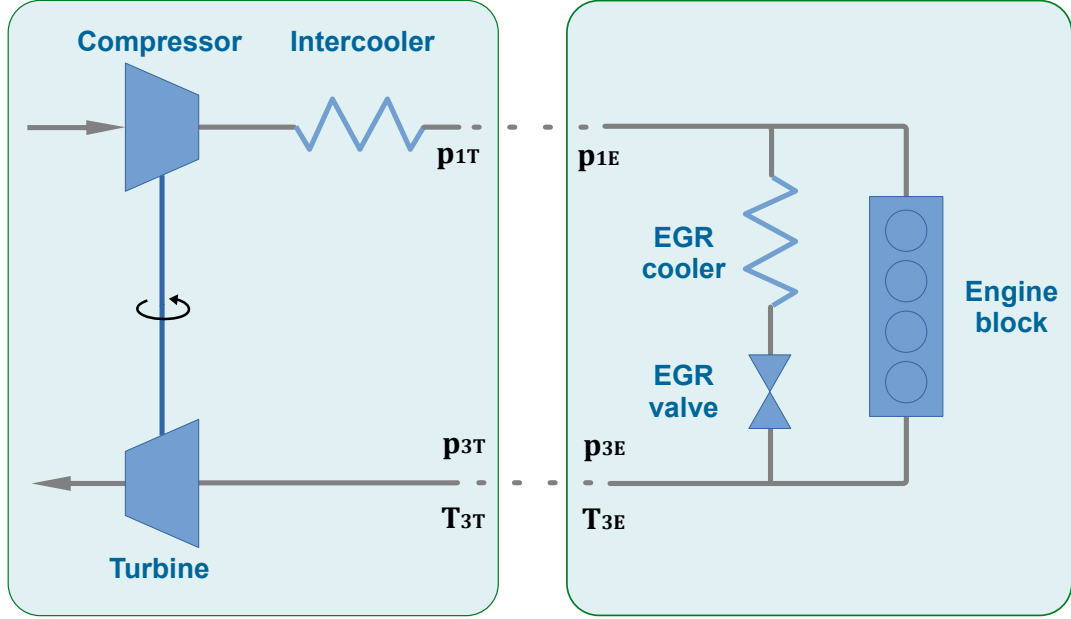 Compressor
Intercooler
p1T
p1E
EGR
cooler
Engine
block
EGR
valve
p3T
p3E
T3T
T3E
Turbine